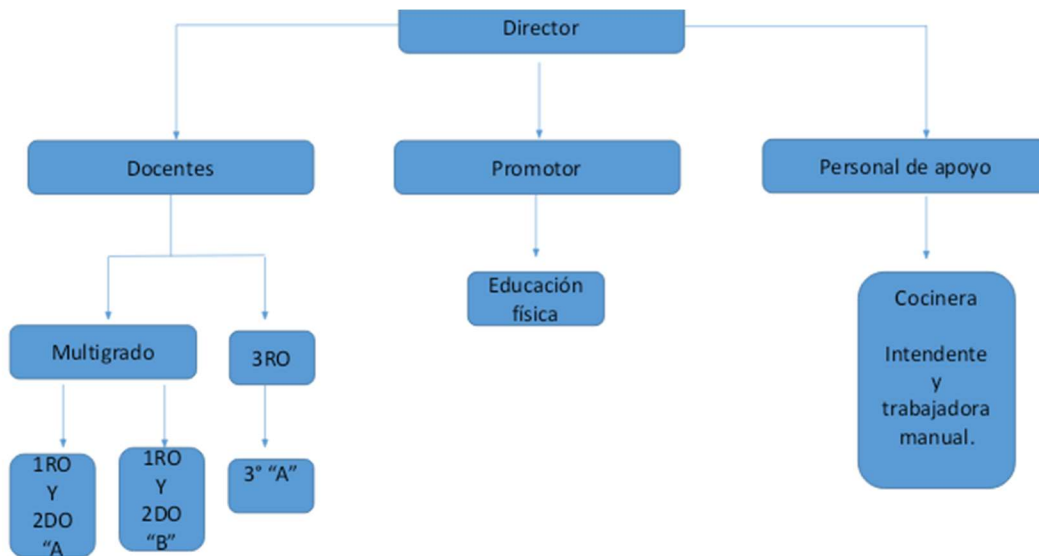 Director
Docentes
Promotor
Personal de apoyo
Educación
física
Cocinera
Intendente
y
trabajadora
manual.
Multigrado
3RO
1RO
Y
2DO
“A
1RO
Y
2DO
“B”
3° “A”